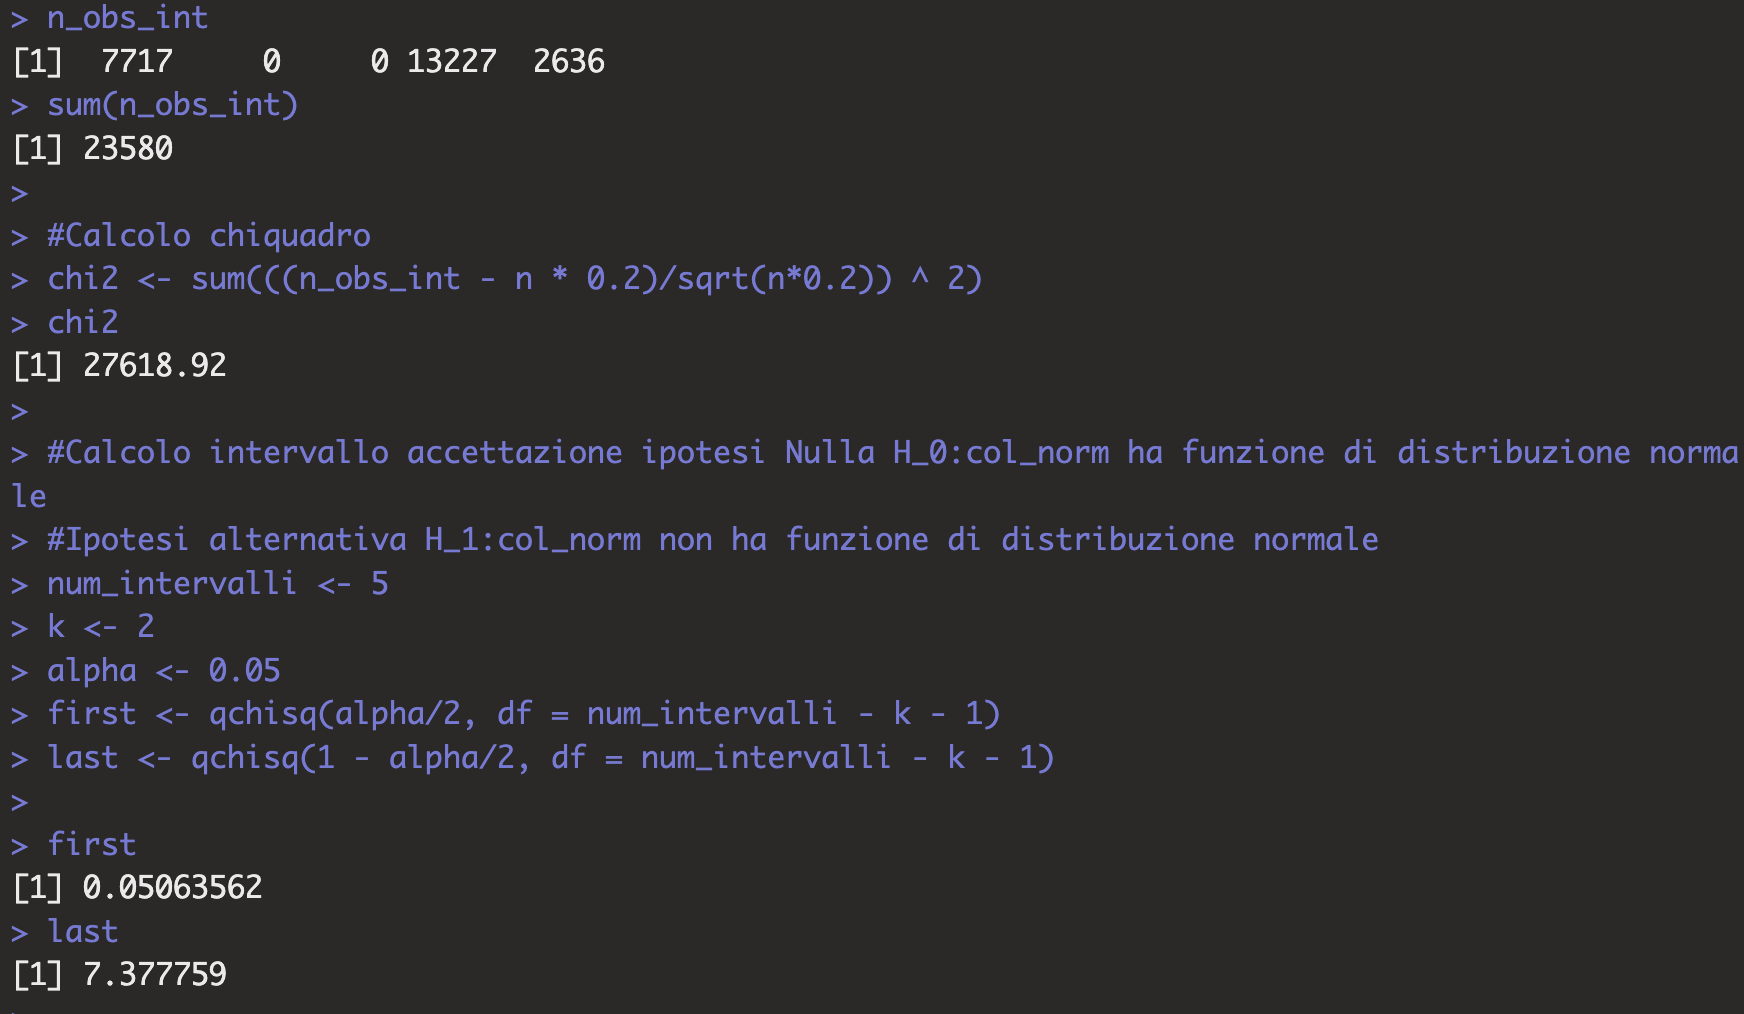 > n_obs_int
[1]  7717     0     0 13227  2636
> sum(n_obs_int)
[1] 23580
>
> #Calcolo chiquadro
> chi2 <- sum(((n_obs_int - n * 0.2)/sqrt(n*0.2)) ^ 2)
> chi2
[1] 27618.92
>
> #Calcolo intervallo accettazione ipotesi Nulla H_0:col_norm ha funzione di distribuzione norma
le
> #Ipotesi alternativa H_1:col_norm non ha funzione di distribuzione normale
> num_intervalli <- 5
> k <- 2
> alpha <- 0.05
> first <- qchisq(alpha/2, df = num_intervalli - k - 1)
> last <- qchisq(1 - alpha/2, df = num_intervalli - k - 1)
>
> first
[1] 0.05063562
> last
[1] 7.377759